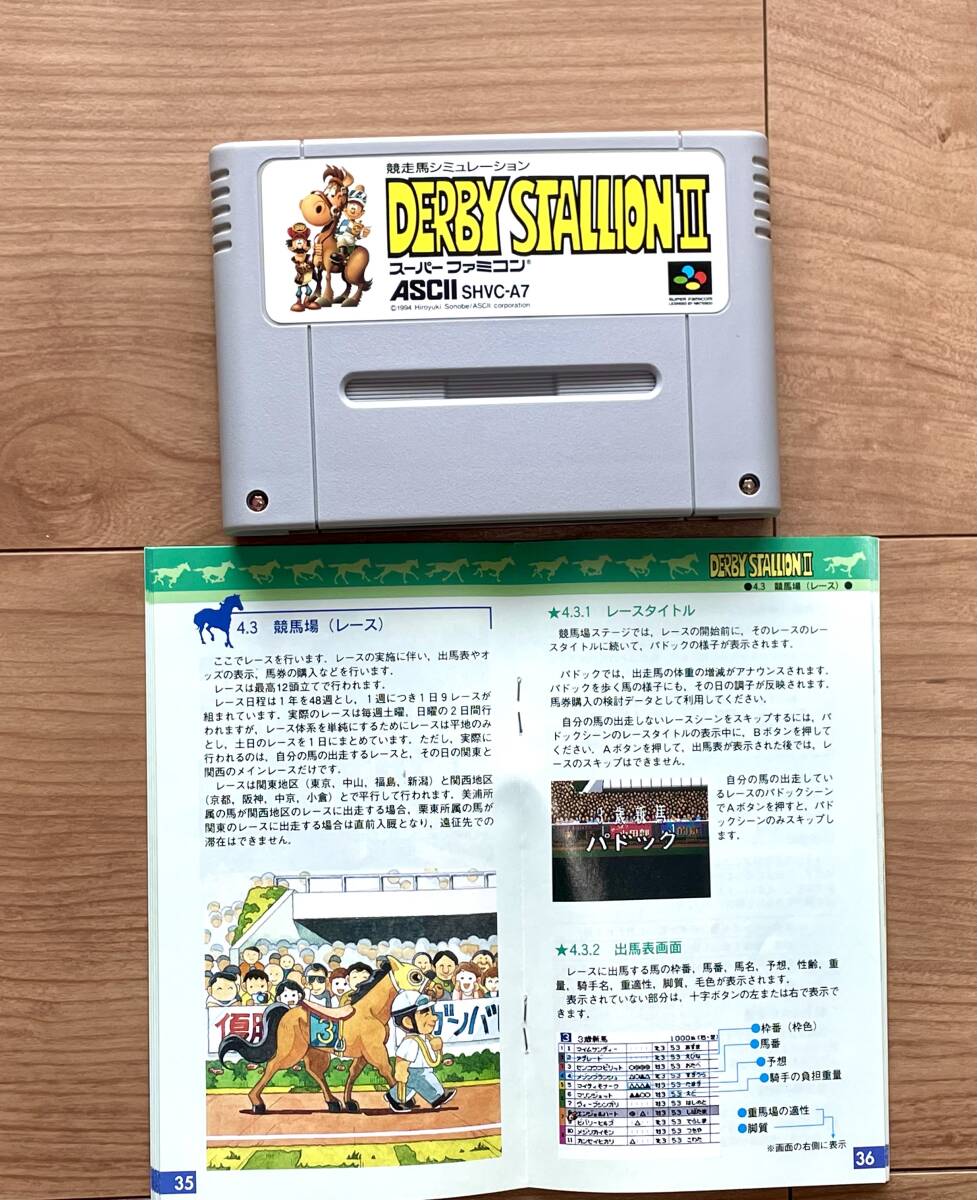 競走馬シミュレーション
DERBY STALLION II
スーパーファミコン®
ASCII SHVC-A7
©1994 Hiroyuki Sonobe/ASCII corporation
SUPER FAMICOM
LICENSED BY NINTENDO
DERBY STALLION II
●4.3 競馬場（レース）●
4.3 競馬場（レース）
ここでレースを行います．レースの実施に伴い，出馬表やオ
ッズの表示，馬券の購入などを行います．
レースは最高12頭立てで行われます．
レース日程は１年を48週とし，１週につき１日９レースが
組まれています．実際のレースは毎週土曜，日曜の２日間行
われますが，レース体系を単純にするためにレースは平地のみ
とし，土日のレースを１日にまとめています．ただし，実際に
行われるのは，自分の馬の出走するレースと，その日の関東と
関西のメインレースだけです．
レースは関東地区（東京，中山，福島，新潟）と関西地区
（京都，阪神，中京，小倉）とで平行して行われます．美浦所
属の馬が関西地区のレースに出走する場合，栗東所属の馬が
関東のレースに出走する場合は直前入厩となり，遠征先での
滞在はできません．
優勝
3
ガンバ
35
★4.3.1 レースタイトル
競馬場ステージでは，レースの開始前に，そのレースのレー
スタイトルに続いて，パドックの様子が表示されます．
パドックでは，出走馬の体重の増減がアナウンスされます．
パドックを歩く馬の様子にも，その日の調子が反映されます．
馬券購入の検討データとして利用してください．
自分の馬の出走しないレースシーンをスキップするには，パ
ドックシーンのレースタイトルの表示中に，Ｂボタンを押して
ください．Ａボタンを押して，出馬表が表示された後では，レ
ースのスキップはできません．
自分の馬の出走してい
るレースのパドックシーン
でＡボタンを押すと，パド
ックシーンのみスキップし
ます．
パドック
★4.3.2 出馬表画面
レースに出馬する馬の枠番，馬番，馬名，予想，性齢，重
量，騎手名，重適性，脚質，毛色が表示されます．
表示されていない部分は，十字ボタンの左または右で表示で
きます．
3 3歳新馬 1000m
●枠番（枠色）
●馬番
●予想
●騎手の負担重量
●重馬場の適性
●脚質
※画面の右側に表示
36